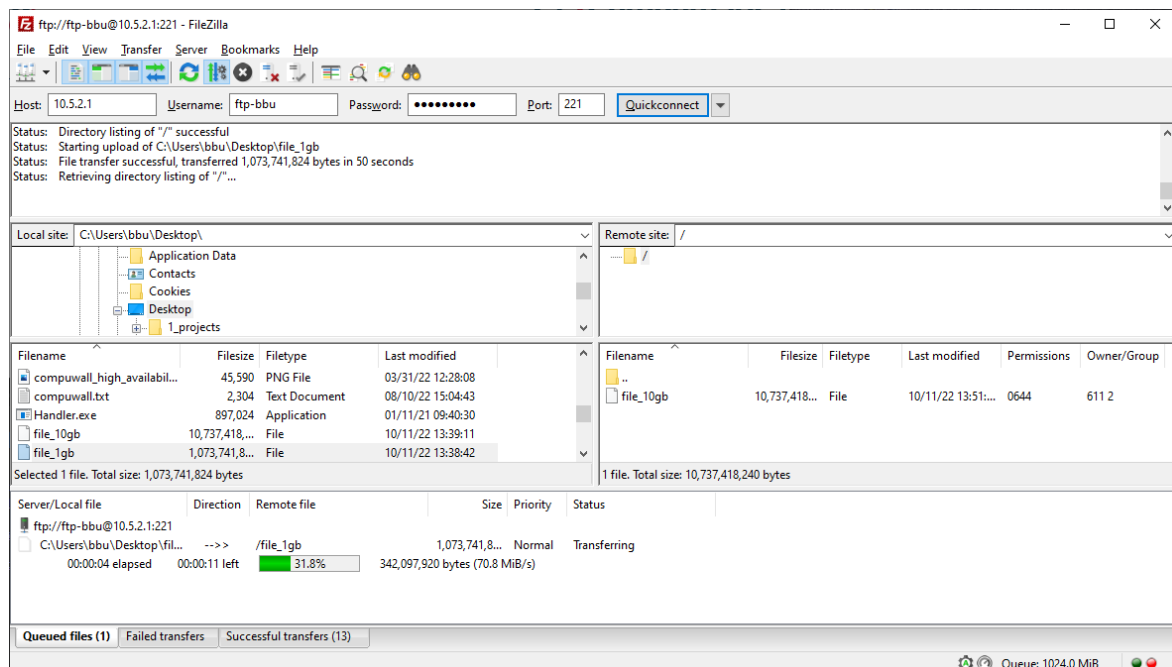 ftp://ftp-bbu@10.5.2.1:221 - FileZilla
File Edit View Transfer Server Bookmarks Help
Host: 10.5.2.1 Username: ftp-bbu Password: ●●●●●●●●● Port: 221 Quickconnect
Status: Directory listing of "/" successful
Status: Starting upload of C:\Users\bbu\Desktop\file_1gb
Status: File transfer successful, transferred 1,073,741,824 bytes in 50 seconds
Status: Retrieving directory listing of "/"...
Local site: C:\Users\bbu\Desktop\
Application Data
Contacts
Cookies
Desktop
1_projects
Remote site: /
/
Filename Filesize Filetype Last modified
compuwall_high_availabil... 45,590 PNG File 03/31/22 12:28:08
compuwall.txt 2,304 Text Document 08/10/22 15:04:43
Handler.exe 897,024 Application 01/11/21 09:40:30
file_10gb 10,737,418,... File 10/11/22 13:39:11
file_1gb 1,073,741,8... File 10/11/22 13:38:42
Selected 1 file. Total size: 1,073,741,824 bytes
Filename Filesize Filetype Last modified Permissions Owner/Group
..
file_10gb 10,737,418... File 10/11/22 13:51:... 0644 611 2
1 file. Total size: 10,737,418,240 bytes
Server/Local file Direction Remote file Size Priority Status
ftp://ftp-bbu@10.5.2.1:221
C:\Users\bbu\Desktop\fil... -->> /file_1gb 1,073,741,8... Normal Transferring
00:00:04 elapsed 00:00:11 left 31.8% 342,097,920 bytes (70.8 MiB/s)
Queued files (1) Failed transfers Successful transfers (13)
Queue: 1024.0 MiB